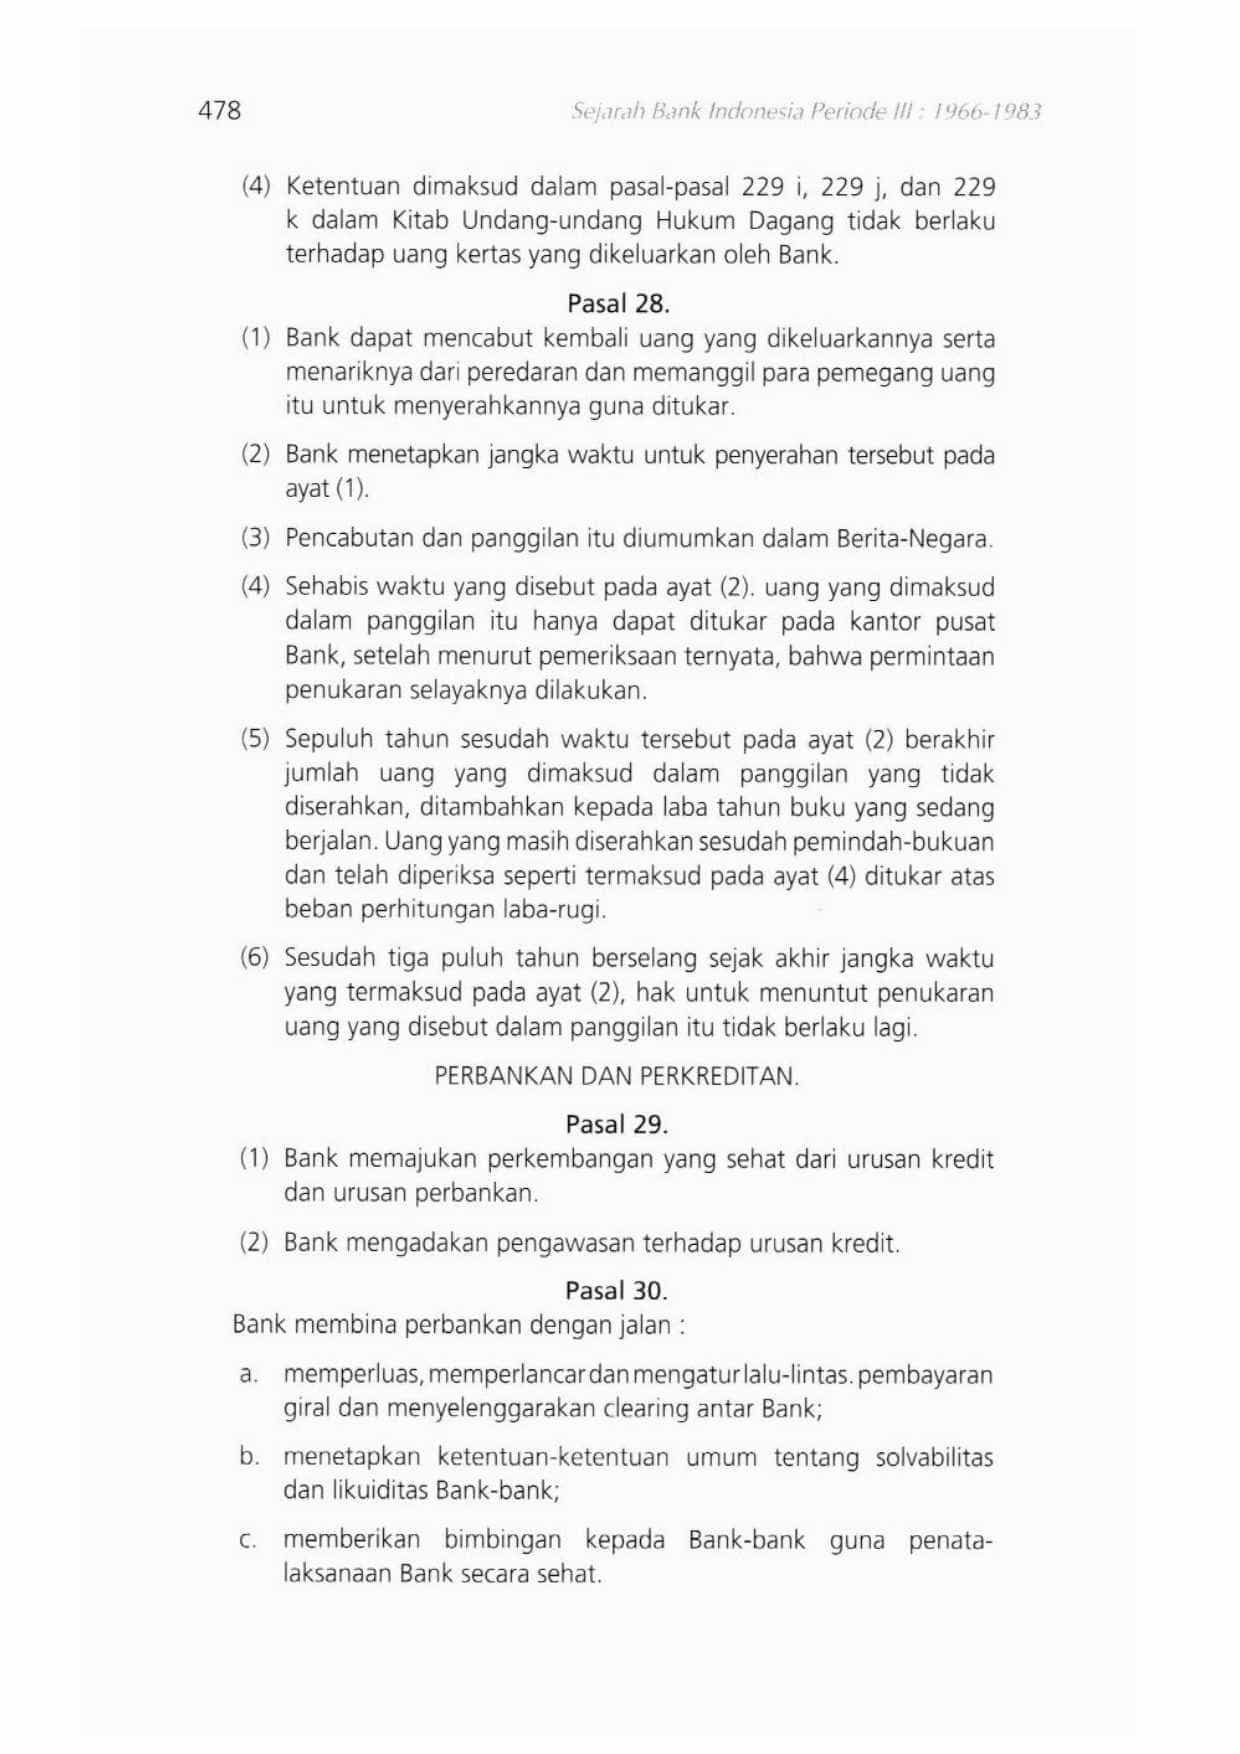 478
Sejarah Bank Indonesia Periode III : 1966-1983
(4) Ketentuan dimaksud dalam pasal-pasal 229 i, 229 j, dan 229
k dalam Kitab Undang-undang Hukum Dagang tidak berlaku
terhadap uang kertas yang dikeluarkan oleh Bank.
Pasal 28.
(1) Bank dapat mencabut kembali uang yang dikeluarkannya serta
menariknya dari peredaran dan memanggil para pemegang uang
itu untuk menyerahkannya guna ditukar.
(2) Bank menetapkan jangka waktu untuk penyerahan tersebut pada
ayat (1).
(3) Pencabutan dan panggilan itu diumumkan dalam Berita-Negara.
(4) Sehabis waktu yang disebut pada ayat (2). uang yang dimaksud
dalam panggilan itu hanya dapat ditukar pada kantor pusat
Bank, setelah menurut pemeriksaan ternyata, bahwa permintaan
penukaran selayaknya dilakukan.
(5) Sepuluh tahun sesudah waktu tersebut pada ayat (2) berakhir
jumlah uang yang dimaksud dalam panggilan yang tidak
diserahkan, ditambahkan kepada laba tahun buku yang sedang
berjalan. Uang yang masih diserahkan sesudah pemindah-bukuan
dan telah diperiksa seperti termaksud pada ayat (4) ditukar atas
beban perhitungan laba-rugi.
(6) Sesudah tiga puluh tahun berselang sejak akhir jangka waktu
yang termaksud pada ayat (2), hak untuk menuntut penukaran
uang yang disebut dalam panggilan itu tidak berlaku lagi.
PERBANKAN DAN PERKREDITAN.
Pasal 29.
(1) Bank memajukan perkembangan yang sehat dari urusan kredit
dan urusan perbankan.
(2) Bank mengadakan pengawasan terhadap urusan kredit.
Pasal 30.
Bank membina perbankan dengan jalan :
a. memperluas, memperlancar dan mengatur lalu-lintas. pembayaran
giral dan menyelenggarakan clearing antar Bank;
b. menetapkan ketentuan-ketentuan umum tentang solvabilitas
dan likuiditas Bank-bank;
c. memberikan bimbingan kepada Bank-bank guna penata-
laksanaan Bank secara sehat.